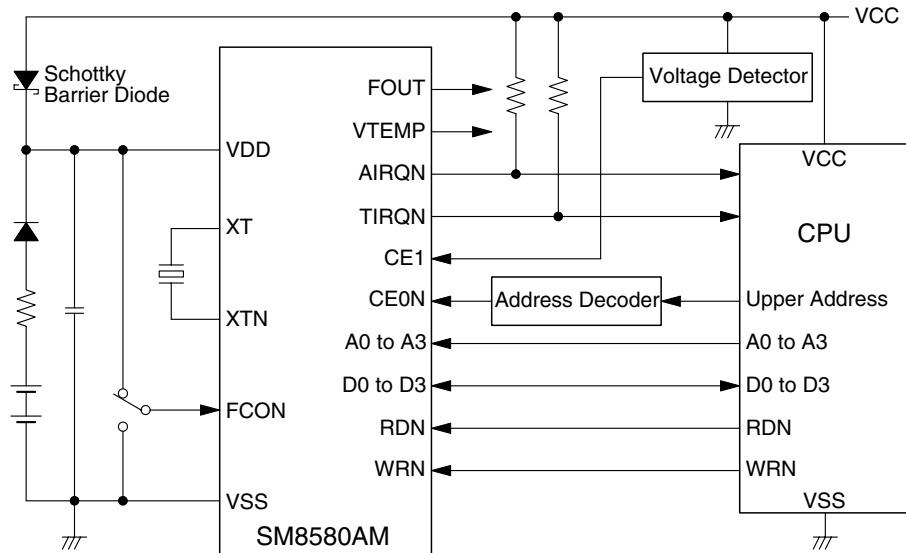 VCC
Schottky
Barrier Diode
FOUT
Voltage Detector
VTEMP
VDD
VCC
AIRQN
XT
TIRQN
CPU
CE1
CE0N
Address Decoder
Upper Address
XTN
A0 to A3
A0 to A3
D0 to D3
D0 to D3
FCON
RDN
RDN
WRN
WRN
VSS
VSS
SM8580AM